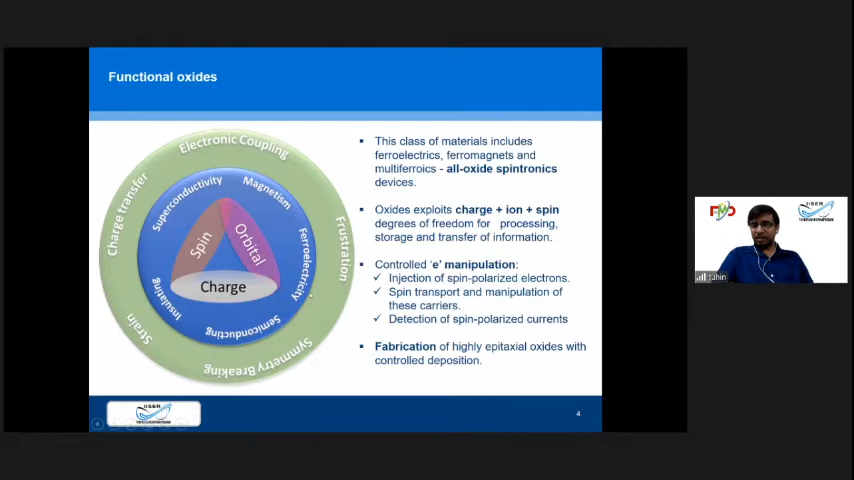 Functional oxides
Electronic Coupling
Charge transfer
Frustration
Strain
Symmetry Breaking
Superconductivity
Magnetism
Ferroelectricity
Semiconducting
Insulating
Spin
Orbital
Charge
▪ This class of materials includes
ferroelectrics, ferromagnets and
multiferroics - all-oxide spintronics
devices.
▪ Oxides exploits charge + ion + spin
degrees of freedom for processing,
storage and transfer of information.
▪ Controlled 'e' manipulation:
✓ Injection of spin-polarized electrons.
✓ Spin transport and manipulation of
these carriers.
✓ Detection of spin-polarized currents
▪ Fabrication of highly epitaxial oxides with
controlled deposition.
IISER
4
IISER
tuhin